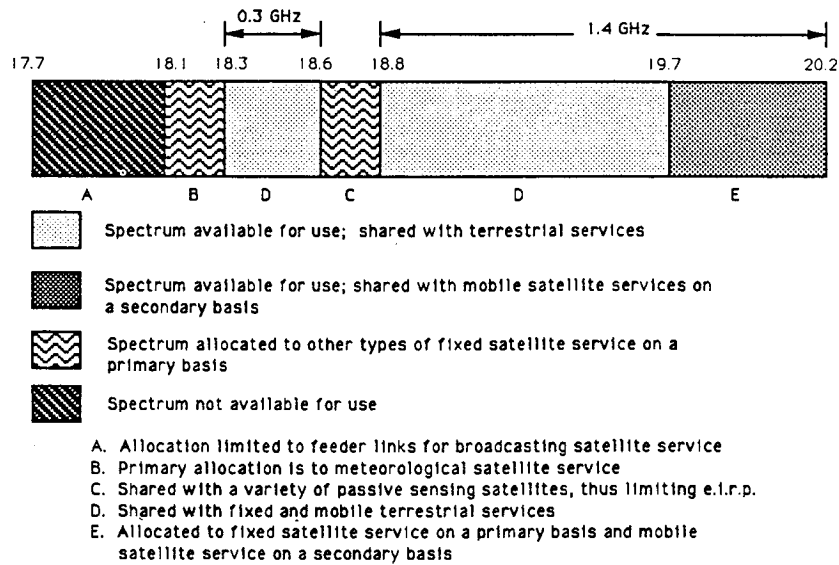 0.3 GHz
1.4 GHz
17.7 18.1 18.3 18.6 18.8 19.7 20.2
A B D C D E
Spectrum available for use; shared with terrestrial services
Spectrum available for use; shared with mobile satellite services on
a secondary basis
Spectrum allocated to other types of fixed satellite service on a
primary basis
Spectrum not available for use
A. Allocation limited to feeder links for broadcasting satellite service
B. Primary allocation is to meteorological satellite service
C. Shared with a variety of passive sensing satellites, thus limiting e.i.r.p.
D. Shared with fixed and mobile terrestrial services
E. Allocated to fixed satellite service on a primary basis and mobile
satellite service on a secondary basis